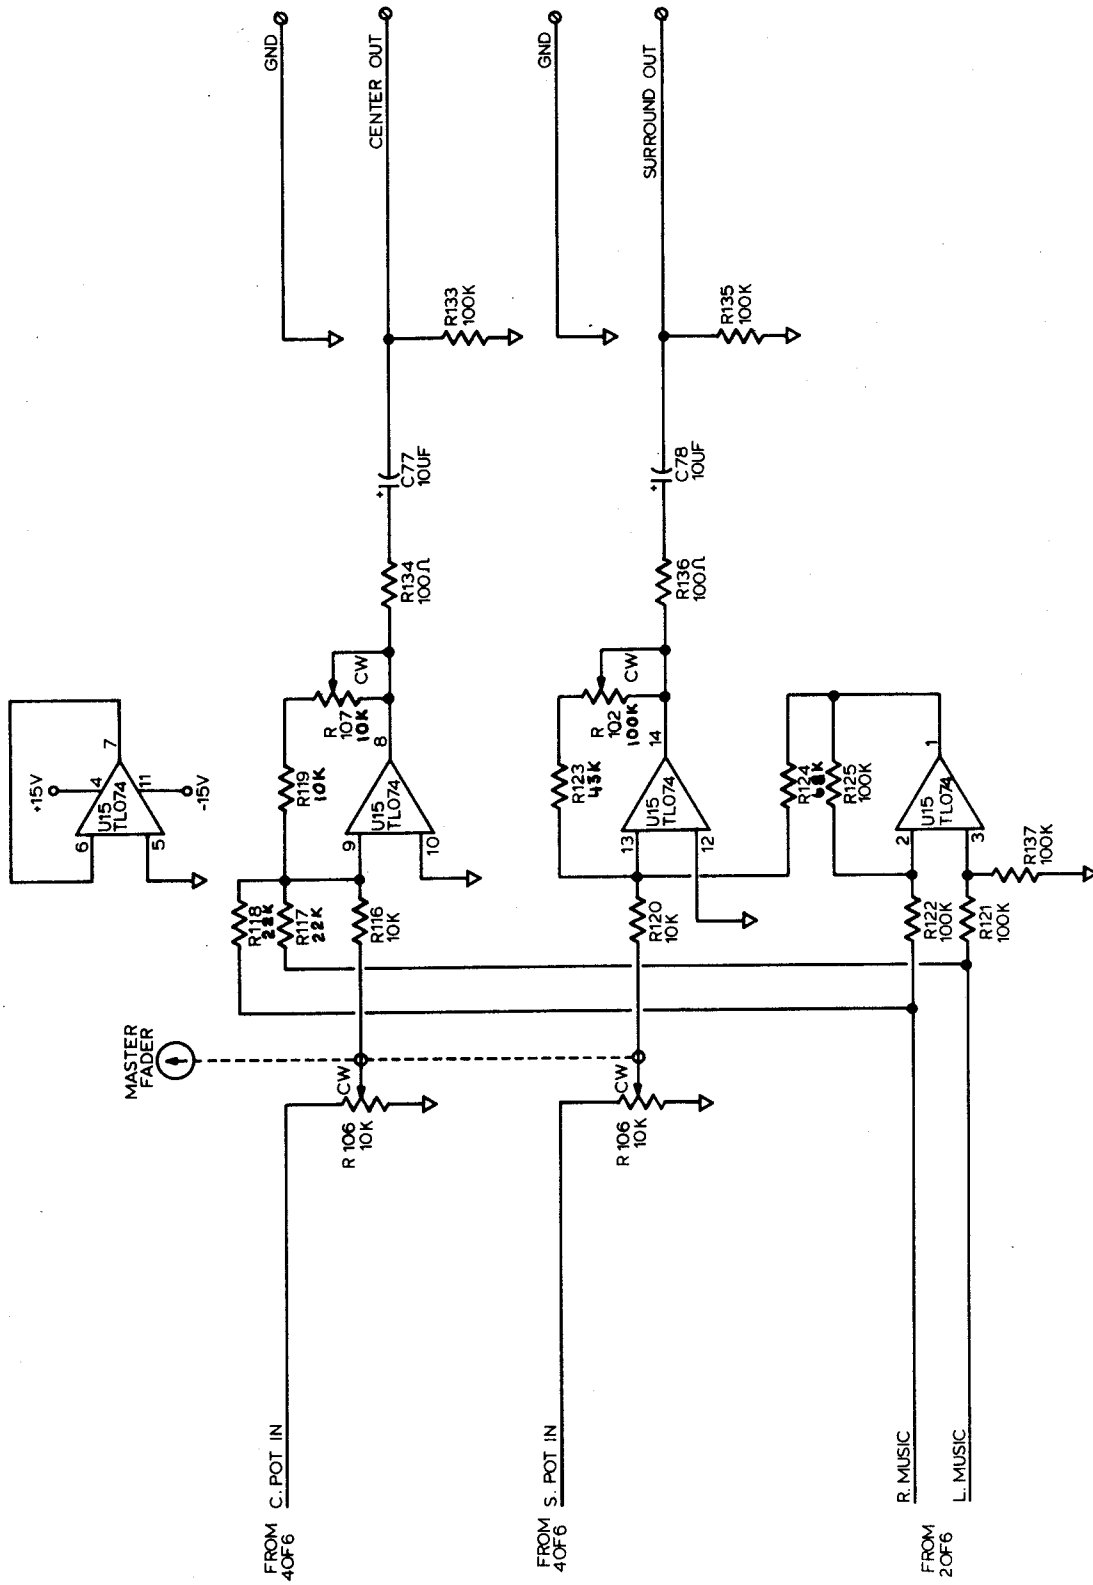 +15V
4
6
7
U15
TL074
5
11
-15V
MASTER
FADER
R118
R117
22K
R116
10K
R119
10K
R
107
10K
CW
9
8
U15
TL074
10
R134
100Ω
+
C77
10UF
R133
100K
GND
CENTER OUT
FROM
4OF6
C. POT IN
CW
R 106
10K
FROM
4OF6
S. POT IN
CW
R 106
10K
R120
10K
R123
43K
R
102
100K
CW
13
14
U15
TL074
12
R136
100Ω
+
C78
10UF
R135
100K
GND
SURROUND OUT
R124
R125
100K
2
1
U15
TL074
3
R122
100K
R121
100K
R137
100K
FROM
2OF6
R. MUSIC
L. MUSIC